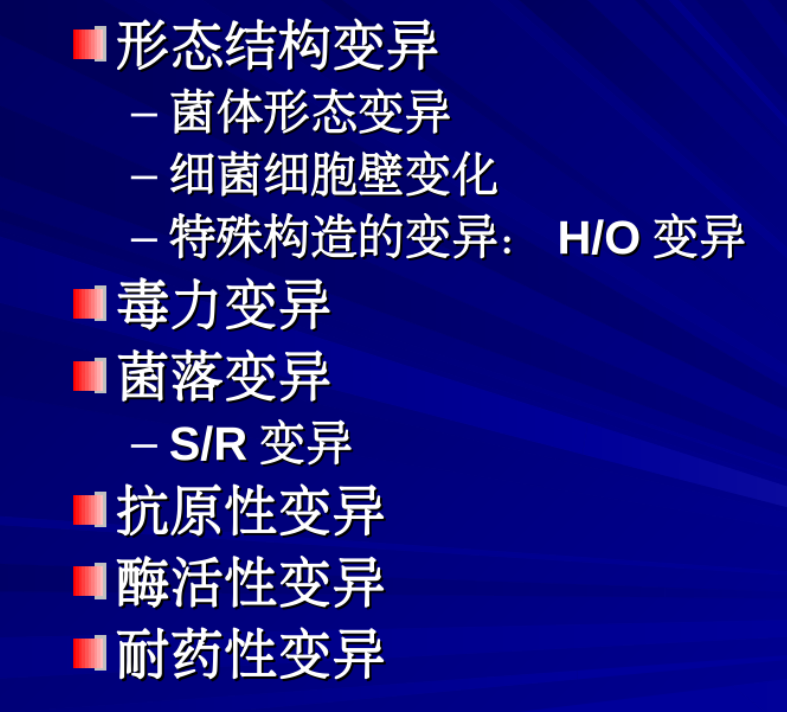 形态结构变异
– 菌体形态变异
– 细菌细胞壁变化
– 特殊构造的变异： H/O 变异
毒力变异
菌落变异
– S/R 变异
抗原性变异
酶活性变异
耐药性变异